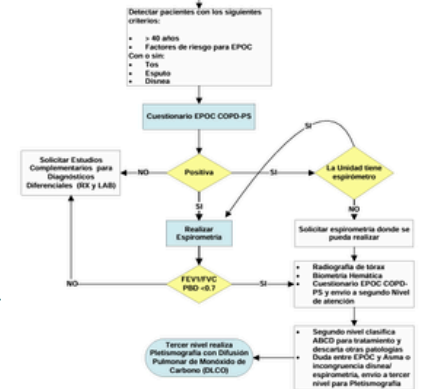 Detectar pacientes con los siguientes
criterios:
• > 40 años
• Factores de riesgo para EPOC
Con o sin:
• Tos
• Esputo
• Disnea
Cuestionario EPOC COPD-PS
SI
Solicitar Estudios
Complementarios para
Diagnósticos
Diferenciales (RX y LAB)
NO
Positiva
SI
La Unidad tiene
espirómetro
SI
NO
Realizar
Espirometría
Solicitar espirometría donde se
pueda realizar
NO
FEV1/FVC
PBD <0.7
SI
• Radiografía de tórax
• Biometría Hemática
• Cuestionario EPOC COPD-
PS y envío a segundo Nivel
de atención
• Segundo nivel clasifica
ABCD para tratamiento y
descarta otras patologías
• Duda entre EPOC y Asma o
incongruencia disnea/
espirometría, envío a tercer
nivel para Pletismografía
Tercer nivel realiza
Pletismografía con Difusión
Pulmonar de Monóxido de
Carbono (DLCO)